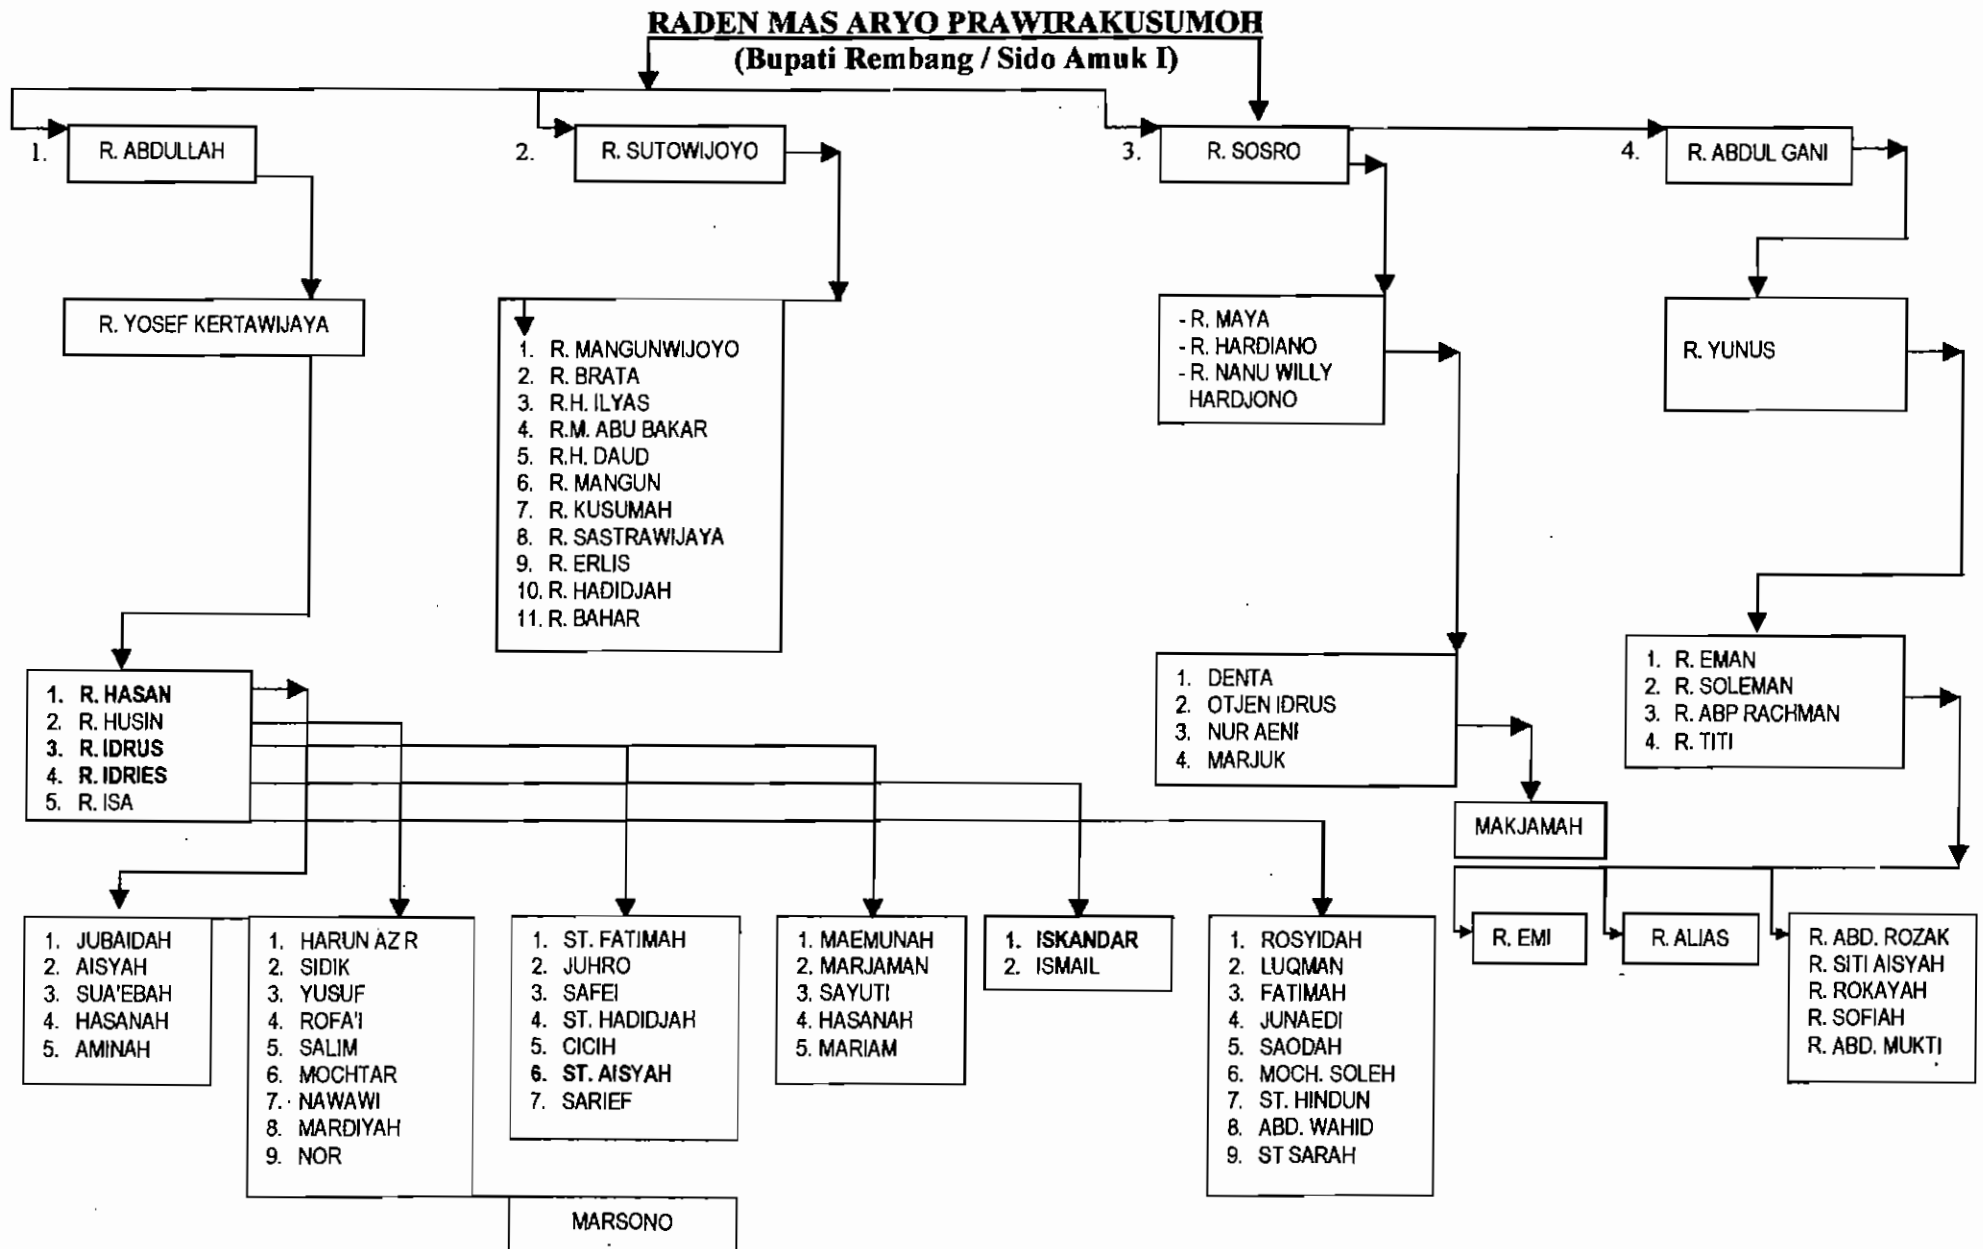 RADEN MAS ARYO PRAWIRAKUSUMOH
(Bupati Rembang / Sido Amuk I)
1. R. ABDULLAH
2. R. SUTOWIJOYO
3. R. SOSRO
4. R. ABDUL GANI
R. YOSEF KERTAWIJAYA
1. R. MANGUNWIJOYO
2. R. BRATA
3. R.H. ILYAS
4. R.M. ABU BAKAR
5. R.H. DAUD
6. R. MANGUN
7. R. KUSUMAH
8. R. SASTRAWIJAYA
9. R. ERLIS
10. R. HADIDJAH
11. R. BAHAR
- R. MAYA
- R. HARDIANO
- R. NANU WILLY
HARDJONO
R. YUNUS
1. R. HASAN
2. R. HUSIN
3. R. IDRUS
4. R. IDRIES
5. R. ISA
1. DENTA
2. OTJEN IDRUS
3. NUR AENI
4. MARJUK
1. R. EMAN
2. R. SOLEMAN
3. R. ABP RACHMAN
4. R. TITI
MAKJAMAH
1. JUBAIDAH
2. AISYAH
3. SUA'EBAH
4. HASANAH
5. AMINAH
1. HARUN AZ R
2. SIDIK
3. YUSUF
4. ROFA'I
5. SALIM
6. MOCHTAR
7. NAWAWI
8. MARDIYAH
9. NOR
1. ST. FATIMAH
2. JUHRO
3. SAFEI
4. ST. HADIDJAH
5. CICIH
6. ST. AISYAH
7. SARIEF
1. MAEMUNAH
2. MARJAMAN
3. SAYUTI
4. HASANAH
5. MARIAM
1. ISKANDAR
2. ISMAIL
1. ROSYIDAH
2. LUQMAN
3. FATIMAH
4. JUNAEDI
5. SAODAH
6. MOCH. SOLEH
7. ST. HINDUN
8. ABD. WAHID
9. ST SARAH
R. EMI
R. ALIAS
R. ABD. ROZAK
R. SITI AISYAH
R. ROKAYAH
R. SOFIAH
R. ABD. MUKTI
MARSONO